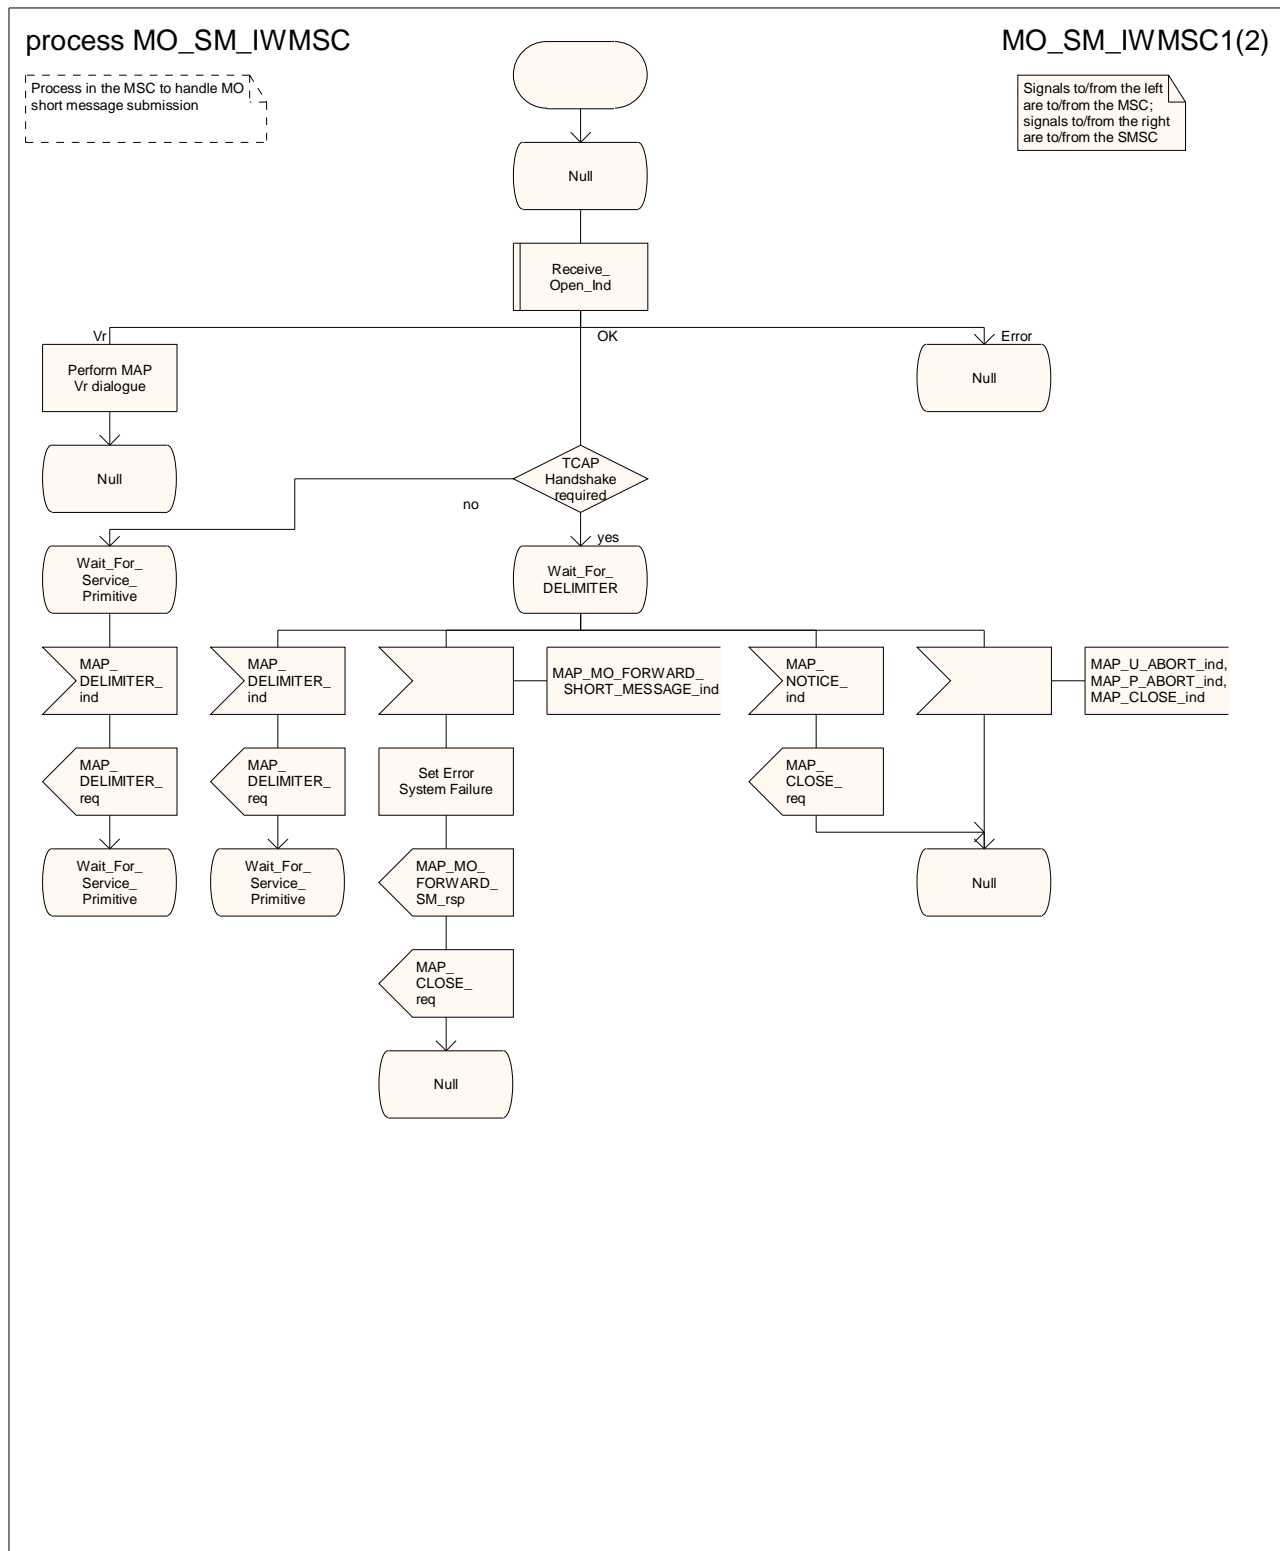 process MO_SM_IWMSC
MO_SM_IWMSC1(2)
Process in the MSC to handle MO
short message submission
Signals to/from the left
are to/from the MSC;
signals to/from the right
are to/from the SMSC
Null
Receive_
Open_Ind
Vr
OK
Error
Perform MAP
Vr dialogue
Null
Null
TCAP
Handshake
required
no
yes
Wait_For_
Service_
Primitive
Wait_For_
DELIMITER
MAP_
DELIMITER_
ind
MAP_
DELIMITER_
ind
MAP_MO_FORWARD_
SHORT_MESSAGE_ind
MAP_
NOTICE_
ind
MAP_U_ABORT_ind,
MAP_P_ABORT_ind,
MAP_CLOSE_ind
MAP_
DELIMITER_
req
MAP_
DELIMITER_
req
Set Error
System Failure
MAP_
CLOSE_
req
Wait_For_
Service_
Primitive
Wait_For_
Service_
Primitive
MAP_MO_
FORWARD_
SM_rsp
Null
MAP_
CLOSE_
req
Null